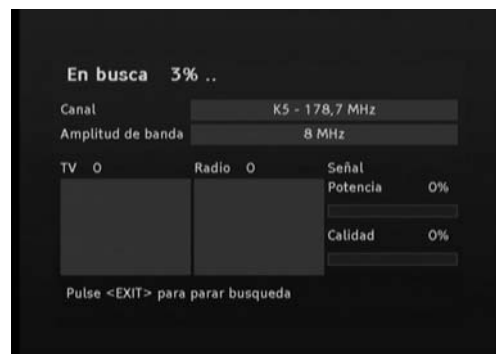 En busca 3% ..
Canal K5 - 178,7 MHz
Amplitud de banda 8 MHz
TV 0 Radio 0 Señal
Potencia 0%
Calidad 0%
Pulse <EXIT> para parar busqueda